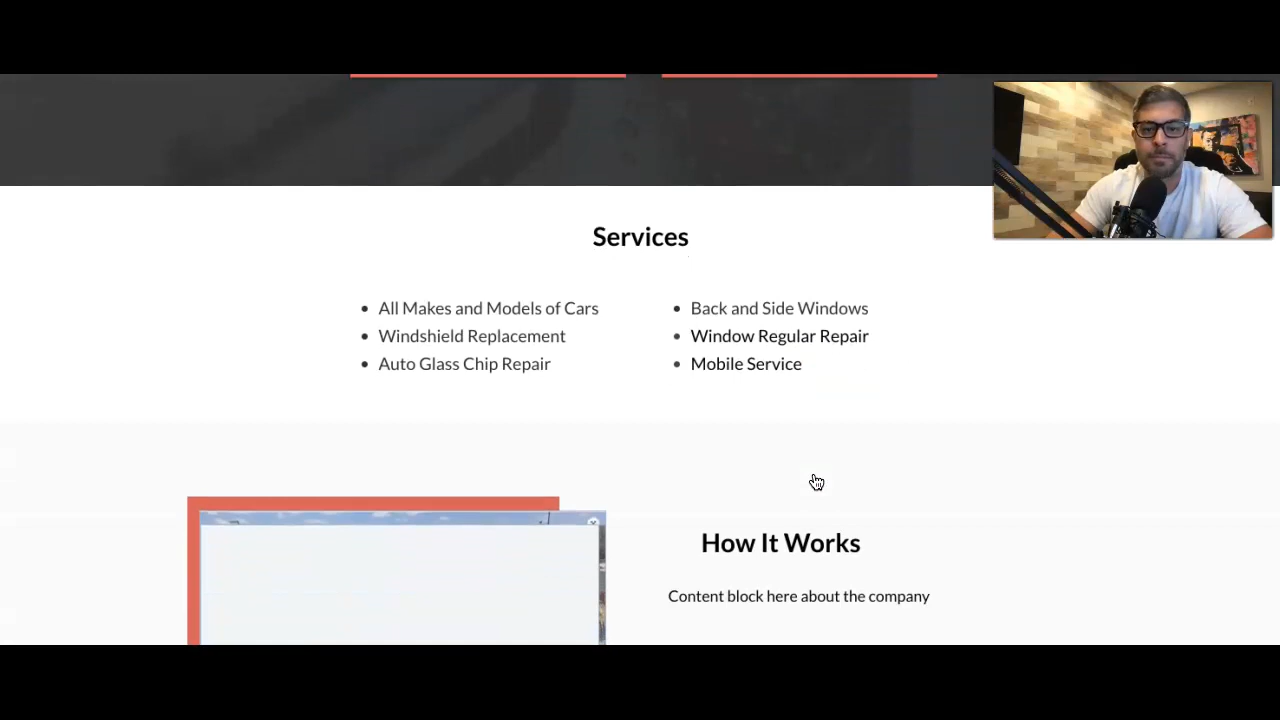 Services
All Makes and Models of Cars
Windshield Replacement
Auto Glass Chip Repair
Back and Side Windows
Window Regular Repair
Mobile Service
How It Works
Content block here about the company